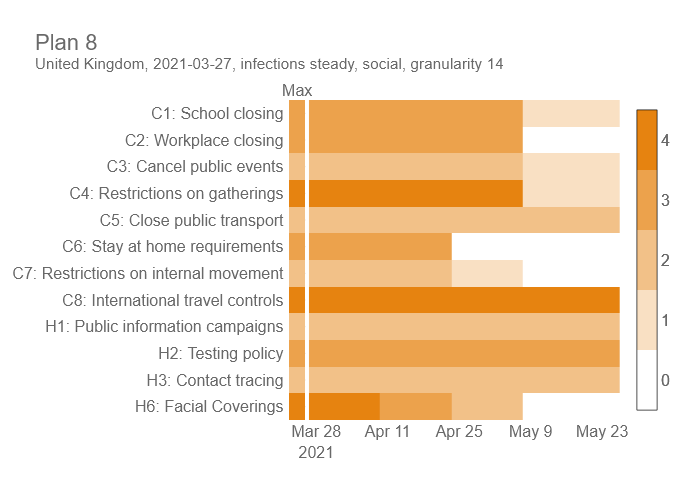 Plan 8
United Kingdom, 2021-03-27, infections steady, social, granularity 14
Max
C1: School closing
C2: Workplace closing
C3: Cancel public events
C4: Restrictions on gatherings
C5: Close public transport
C6: Stay at home requirements
C7: Restrictions on internal movement
C8: International travel controls
H1: Public information campaigns
H2: Testing policy
H3: Contact tracing
H6: Facial Coverings
Mar 28 Apr 11 Apr 25 May 9 May 23
2021
4
3
2
1
0